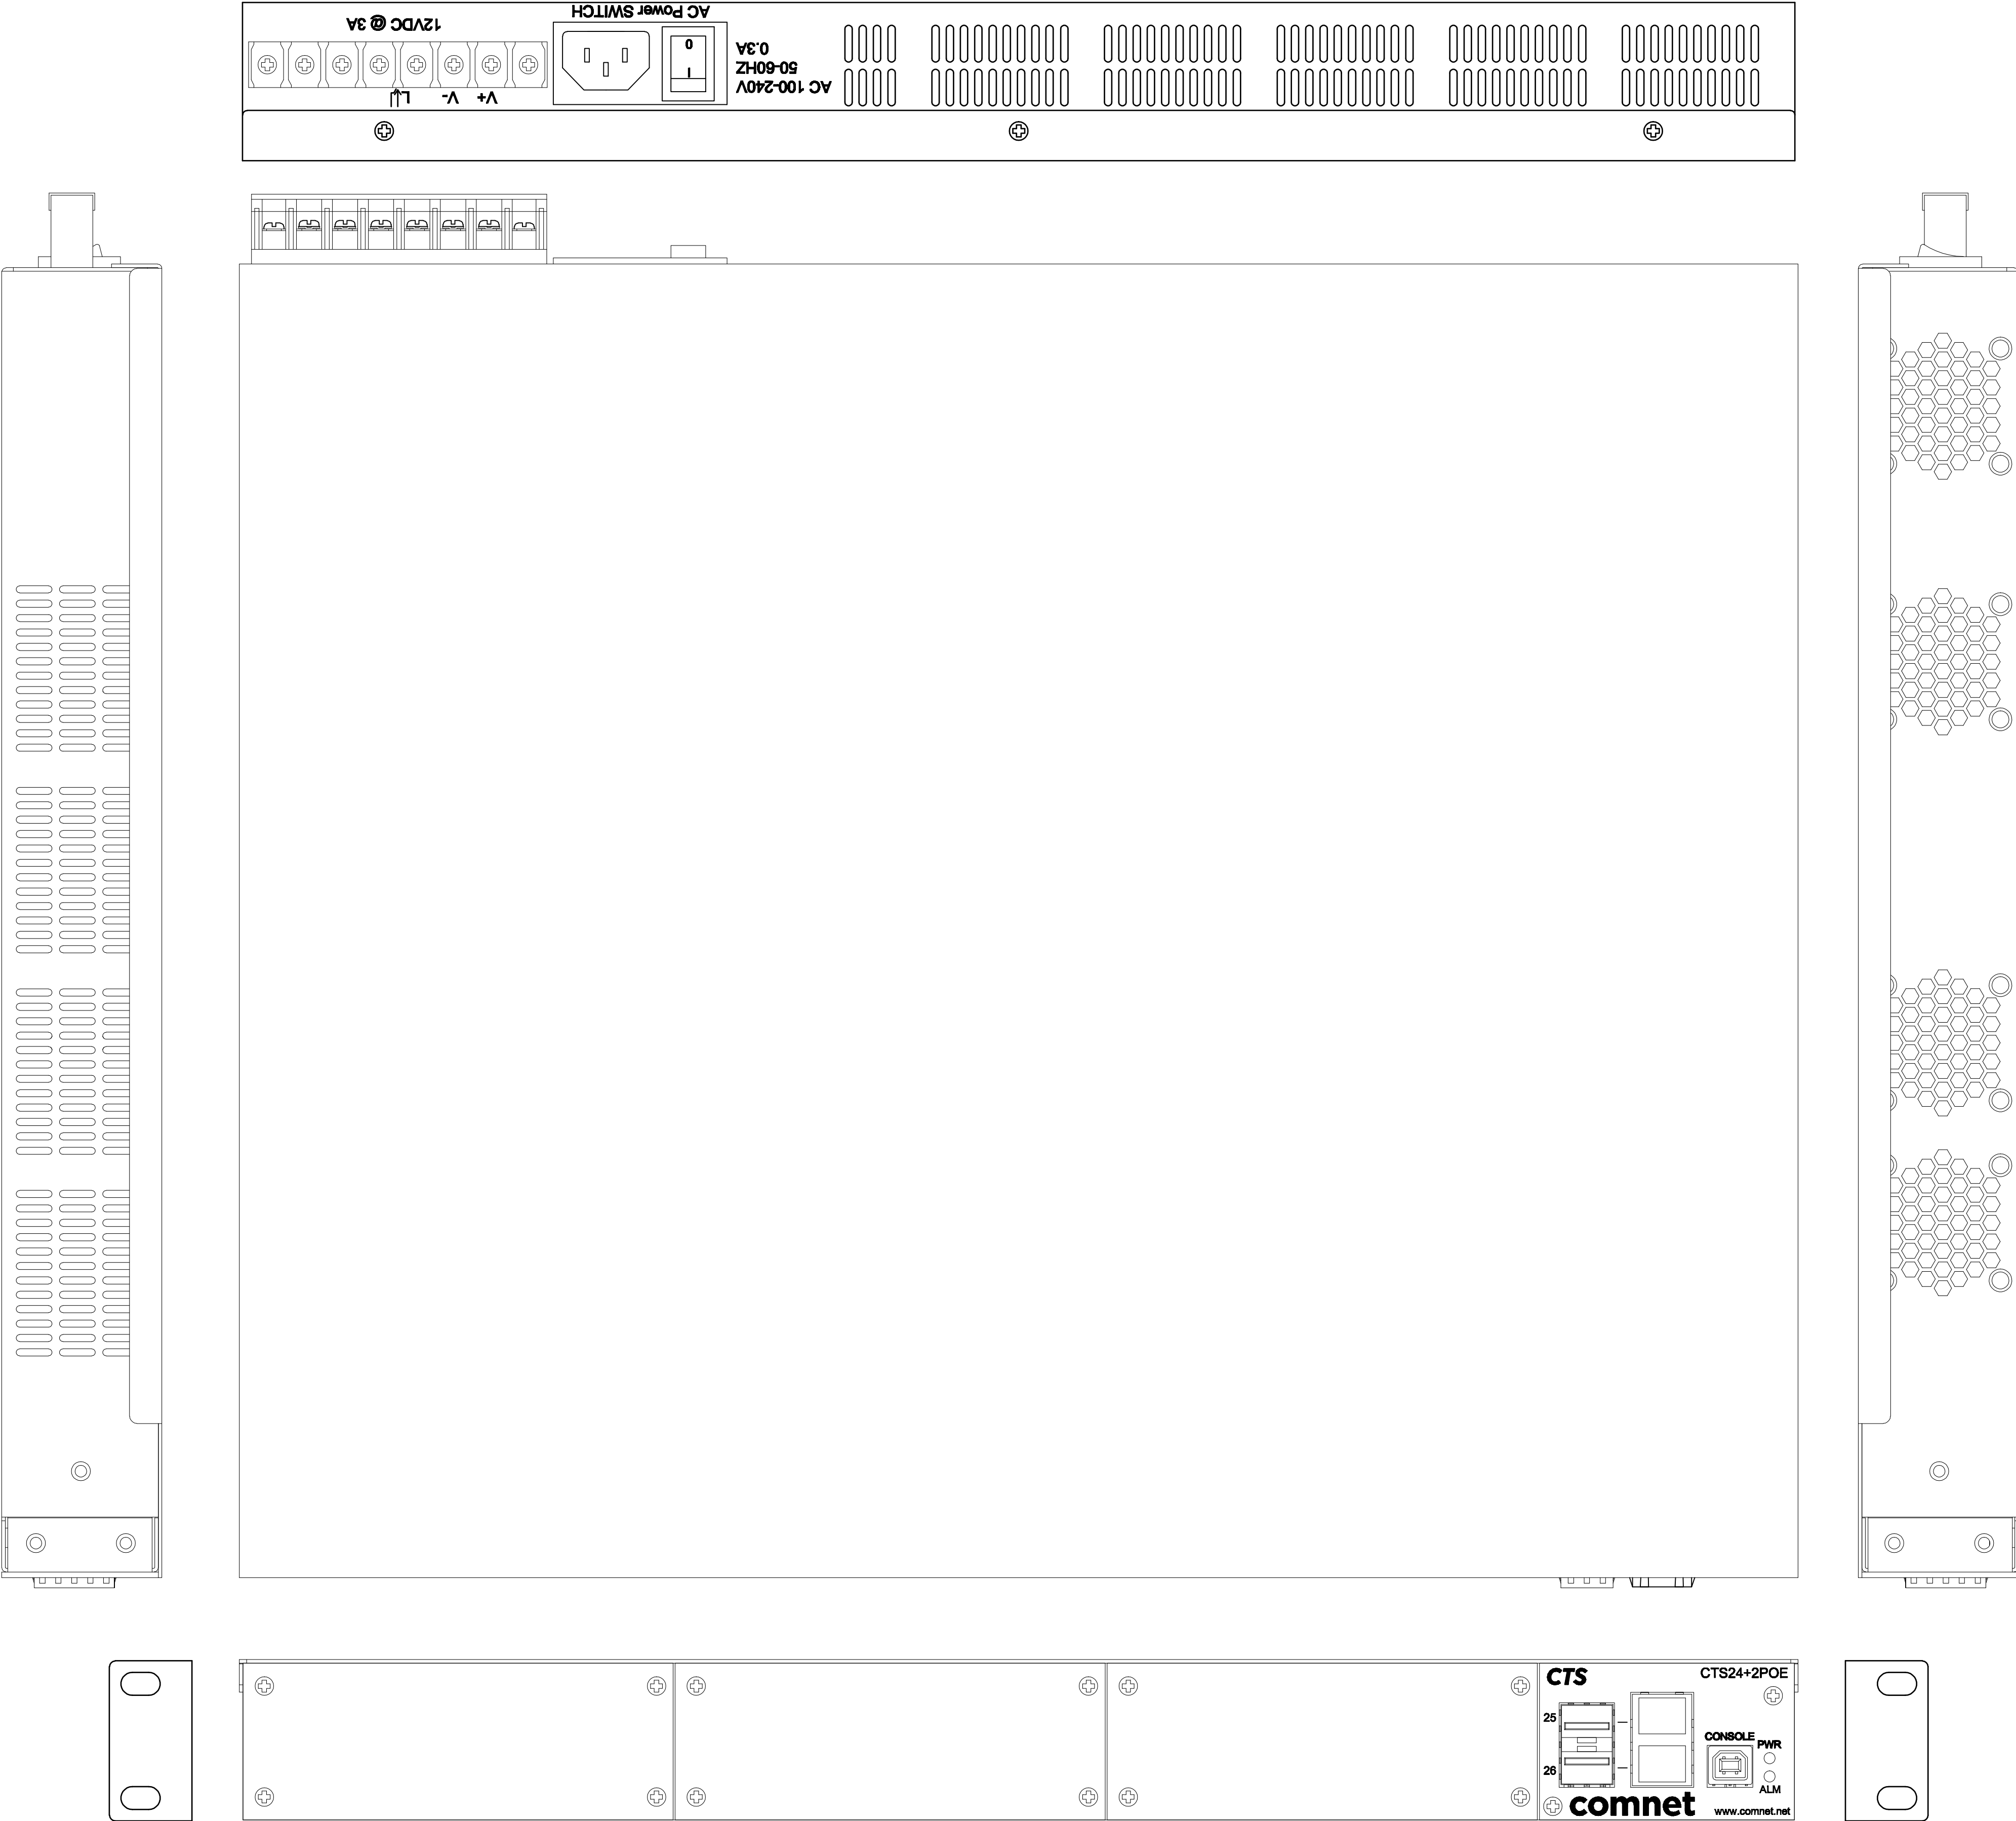 AC Power SWITCH
12VDC @ 3A
AC 100-240V
50-60HZ
0.3A
0
I
V+ V- L
CTS CTS24+2POE
25
26
CONSOLE
PWR
ALM
comnet
www.comnet.net